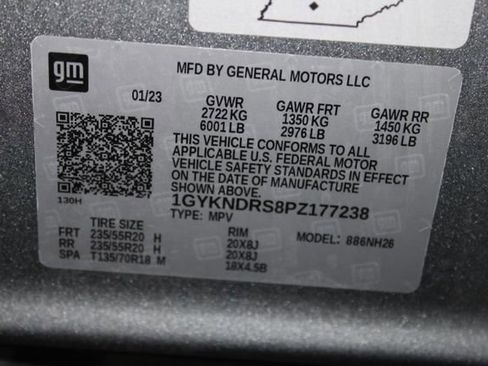 gm
MFD BY GENERAL MOTORS LLC
01/23
GVWR GAWR FRT GAWR RR
2722 KG 1350 KG 1450 KG
6001 LB 2976 LB 3196 LB
THIS VEHICLE CONFORMS TO ALL
APPLICABLE U.S. FEDERAL MOTOR
VEHICLE SAFETY STANDARDS IN EFFECT
ON THE DATE OF MANUFACTURE
SHOWN ABOVE.
130H
1GYKNDRS8PZ177238
TYPE: MPV
TIRE SIZE RIM MODEL: 886NH26
FRT 235/55R20 H 20X8J
RR 235/55R20 H 20X8J
SPA T135/70R18 M 18X4.5B